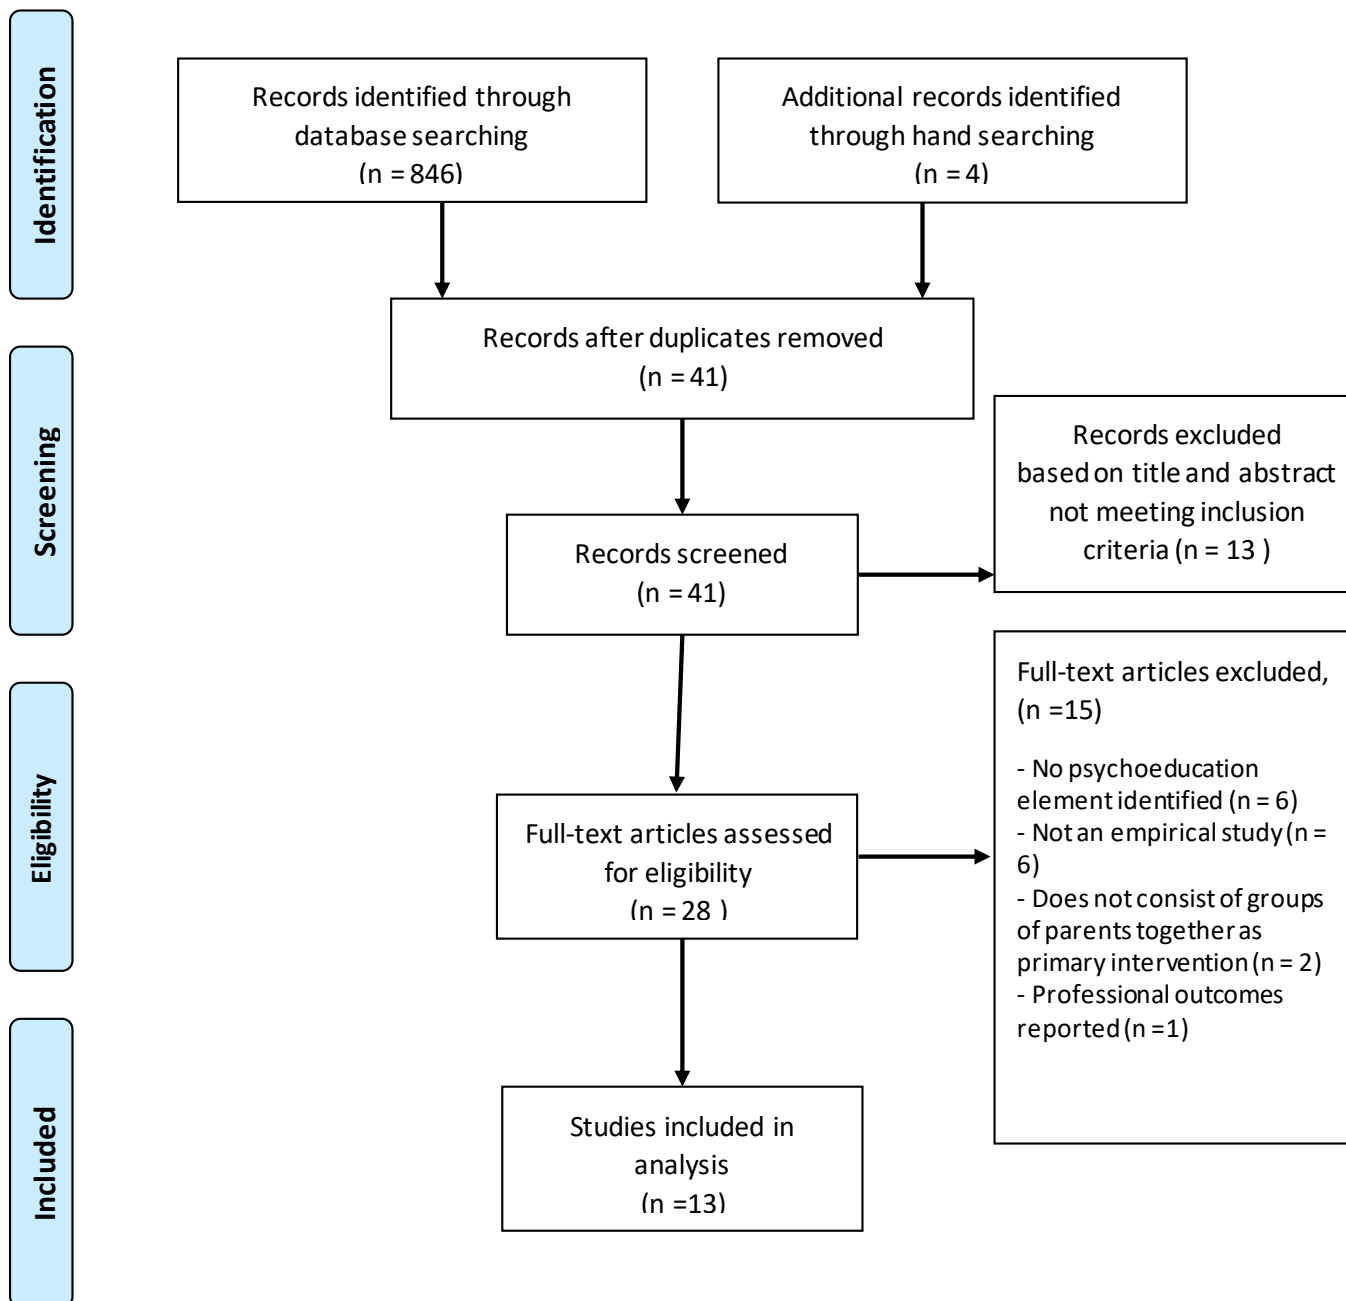 Identification
Records identified through
database searching
(n = 846)
Additional records identified
through hand searching
(n = 4)
Screening
Records after duplicates removed
(n = 41)
Records excluded
based on title and abstract
not meeting inclusion
criteria (n = 13 )
Records screened
(n = 41)
Eligibility
Full-text articles assessed
for eligibility
(n = 28 )
Full-text articles excluded,
(n =15)
- No psychoeducation
element identified (n = 6)
- Not an empirical study (n =
6)
- Does not consist of groups
of parents together as
primary intervention (n = 2)
- Professional outcomes
reported (n =1)
Included
Studies included in
analysis
(n =13)